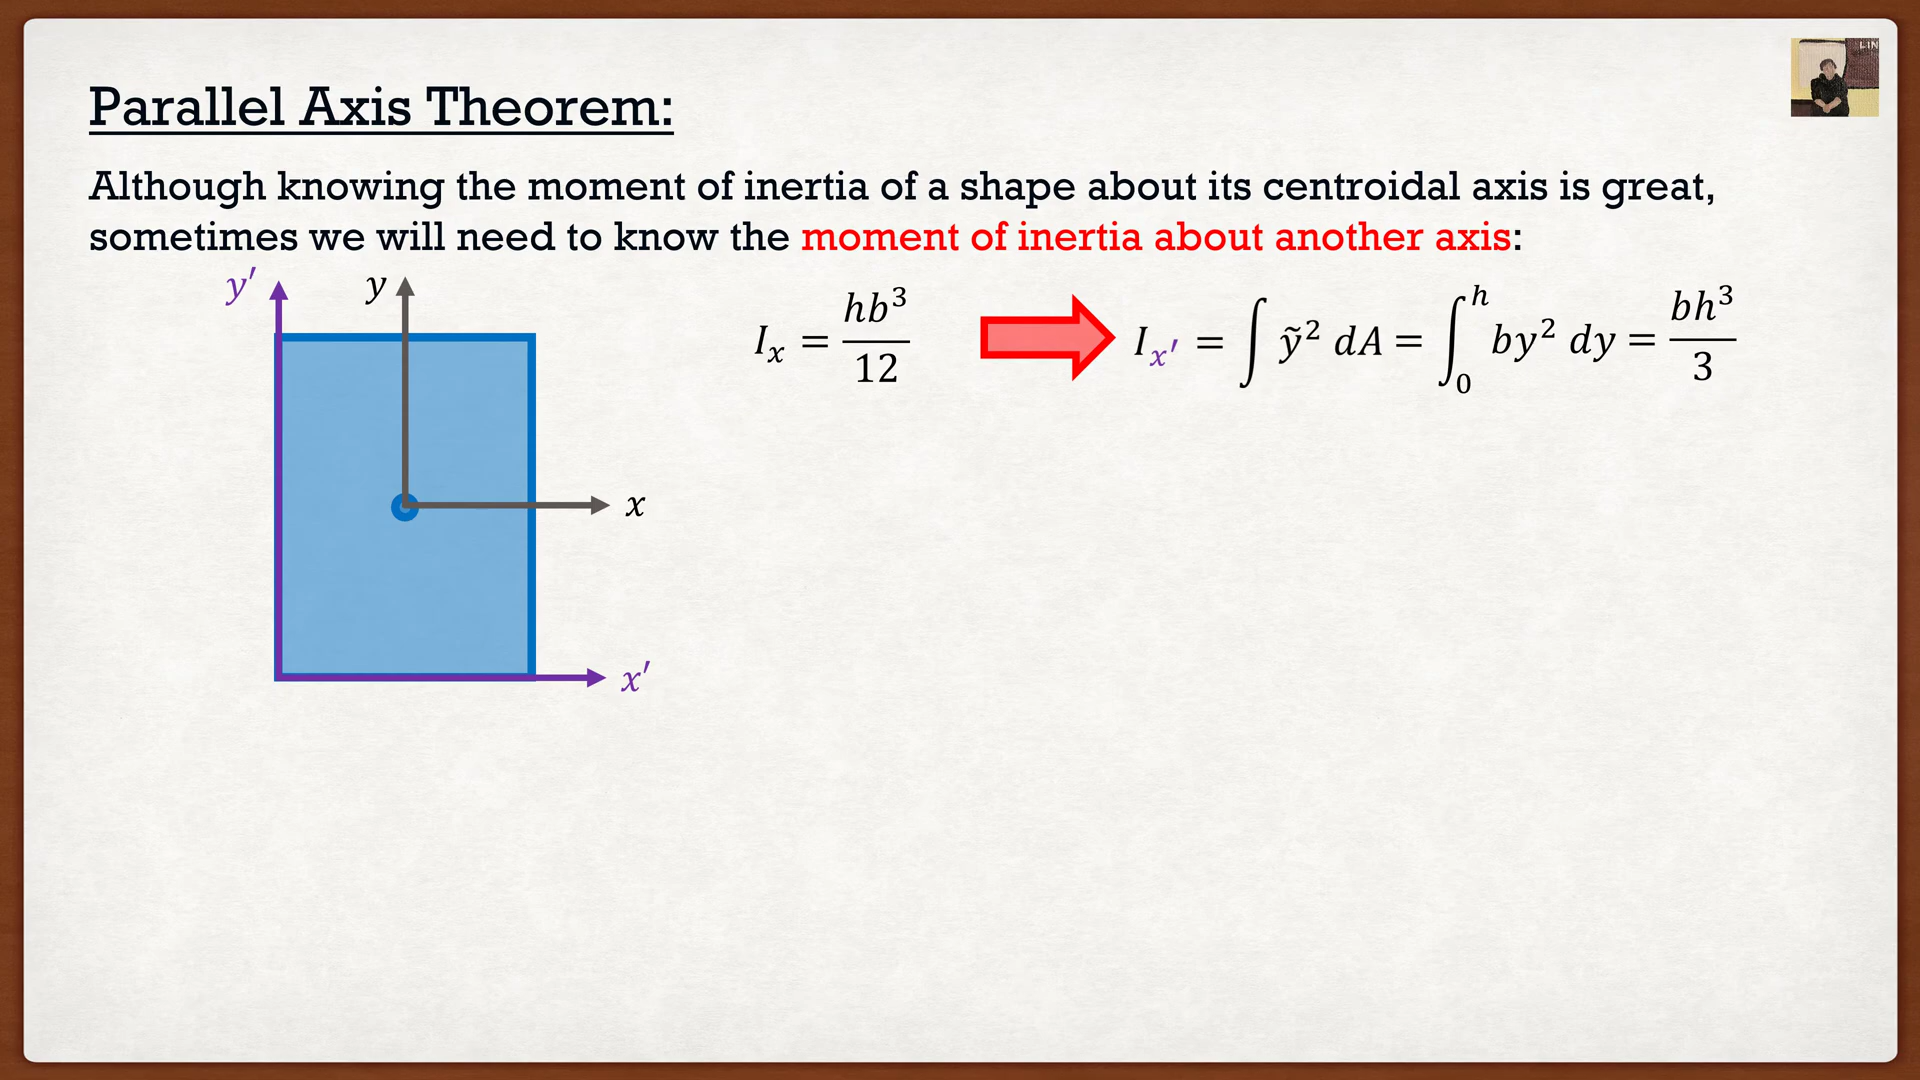 LIN
Parallel Axis Theorem:
Although knowing the moment of inertia of a shape about its centroidal axis is great,
sometimes we will need to know the moment of inertia about another axis:
y′
y
I_x = hb³/12
I_x′ = ∫ ỹ² dA = ∫₀ʰ by² dy = bh³/3
x
x′